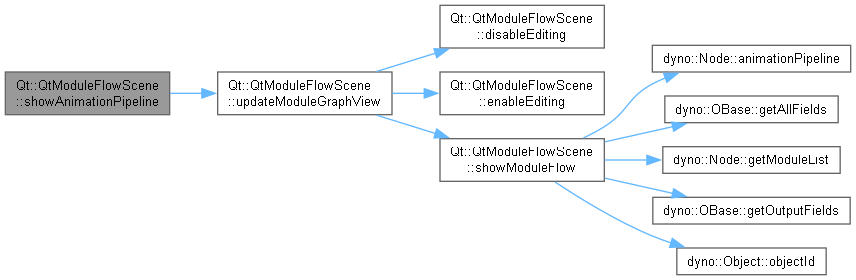 Qt::QtModuleFlowScene
::showAnimationPipeline
Qt::QtModuleFlowScene
::updateModuleGraphView
Qt::QtModuleFlowScene
::disableEditing
Qt::QtModuleFlowScene
::enableEditing
Qt::QtModuleFlowScene
::showModuleFlow
dyno::Node::animationPipeline
dyno::OBase::getAllFields
dyno::Node::getModuleList
dyno::OBase::getOutputFields
dyno::Object::objectId